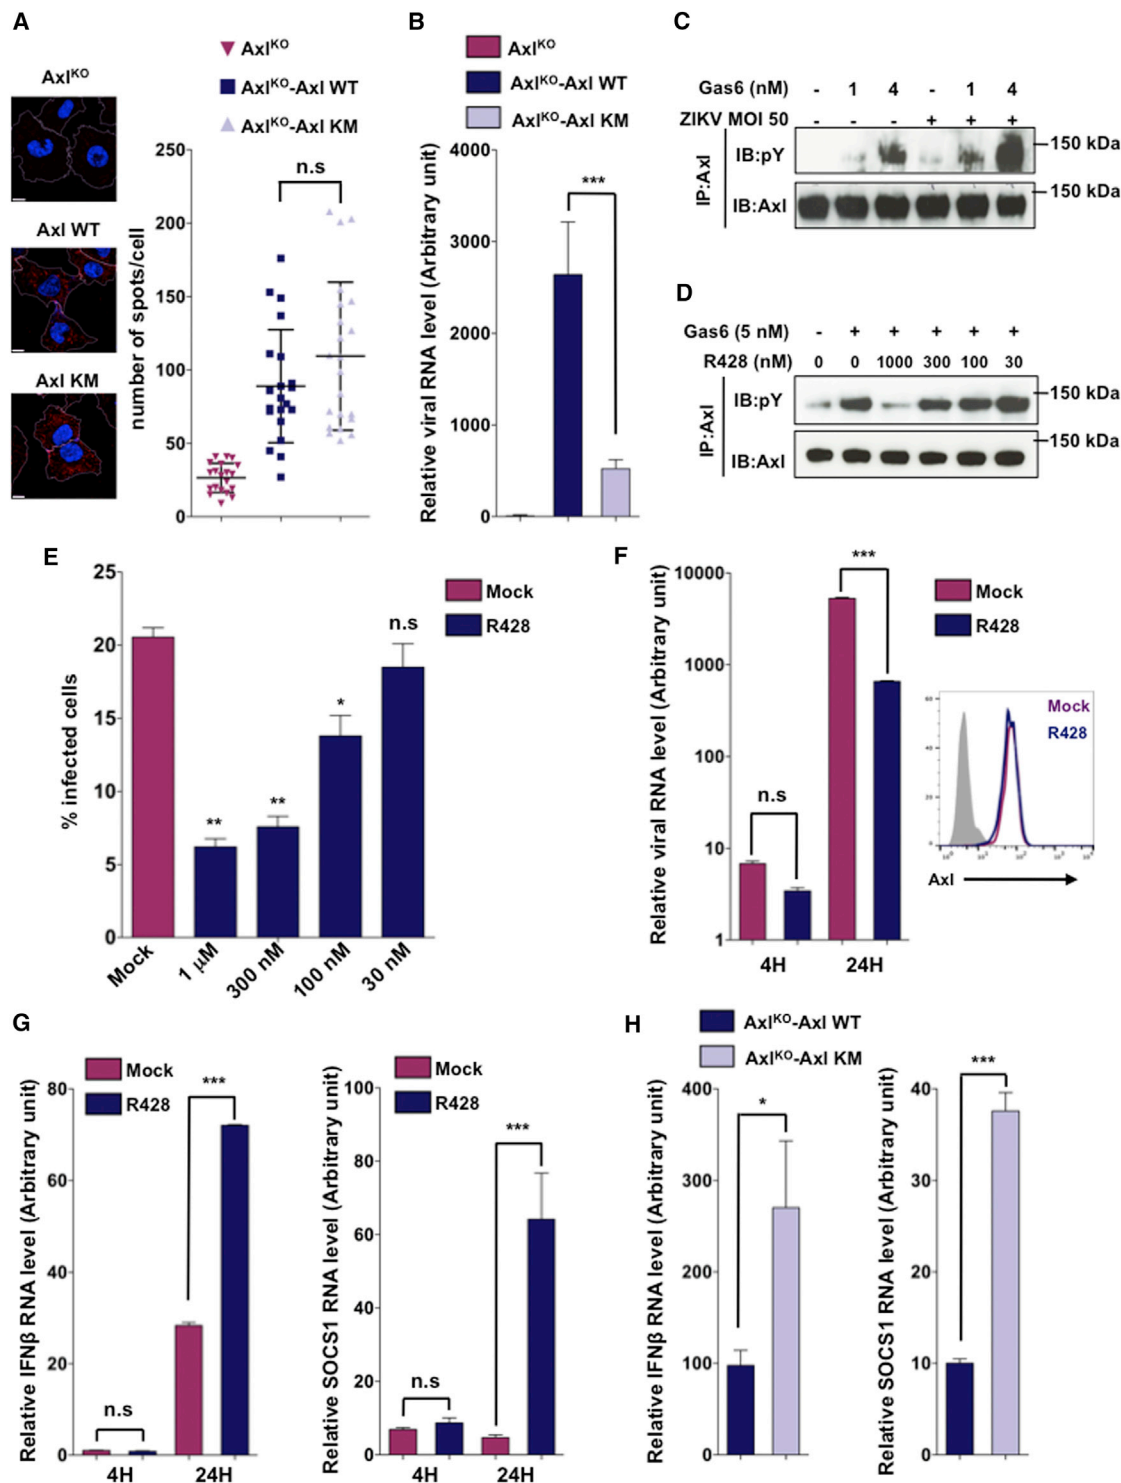 A
Axl^KO
Axl WT
Axl KM
Axl^KO
Axl^KO-Axl WT
Axl^KO-Axl KM
number of spots/cell
250
200
150
100
50
0
n.s
B
Axl^KO
Axl^KO-Axl WT
Axl^KO-Axl KM
Relative viral RNA level (Arbitrary unit)
4000
3000
2000
1000
0
***
C
Gas6 (nM) - 1 4 - 1 4
ZIKV MOI 50 - - - + + +
IP:Axl
IB:pY
150 kDa
IB:Axl
150 kDa
D
Gas6 (5 nM) - + + + + +
R428 (nM) 0 0 1000 300 100 30
IP:Axl
IB:pY
150 kDa
IB:Axl
150 kDa
E
% infected cells
25
20
15
10
5
0
Mock
R428
**
**
*
n.s
Mock 1 μM 300 nM 100 nM 30 nM
F
Relative viral RNA level (Arbitrary unit)
10000
1000
100
10
1
n.s
***
4H 24H
Mock
R428
Mock
R428
60
40
20
0
Axl
G
Mock
R428
Relative IFNβ RNA level (Arbitrary unit)
80
60
40
20
0
n.s
***
4H 24H
Mock
R428
Relative SOCS1 RNA level (Arbitrary unit)
100
80
60
40
20
0
n.s
***
4H 24H
H
Axl^KO-Axl WT
Axl^KO-Axl KM
Relative IFNβ RNA level (Arbitrary unit)
400
300
200
100
0
*
Relative SOCS1 RNA level (Arbitrary unit)
40
30
20
10
0
***